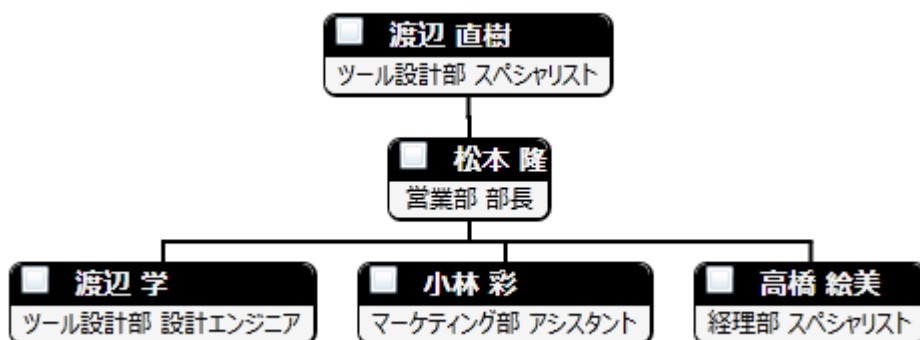 渡辺 直樹
ツール設計部 スペシャリスト
松本 隆
営業部 部長
渡辺 学
ツール設計部 設計エンジニア
小林 彩
マーケティング部 アシスタント
高橋 絵美
経理部 スペシャリスト